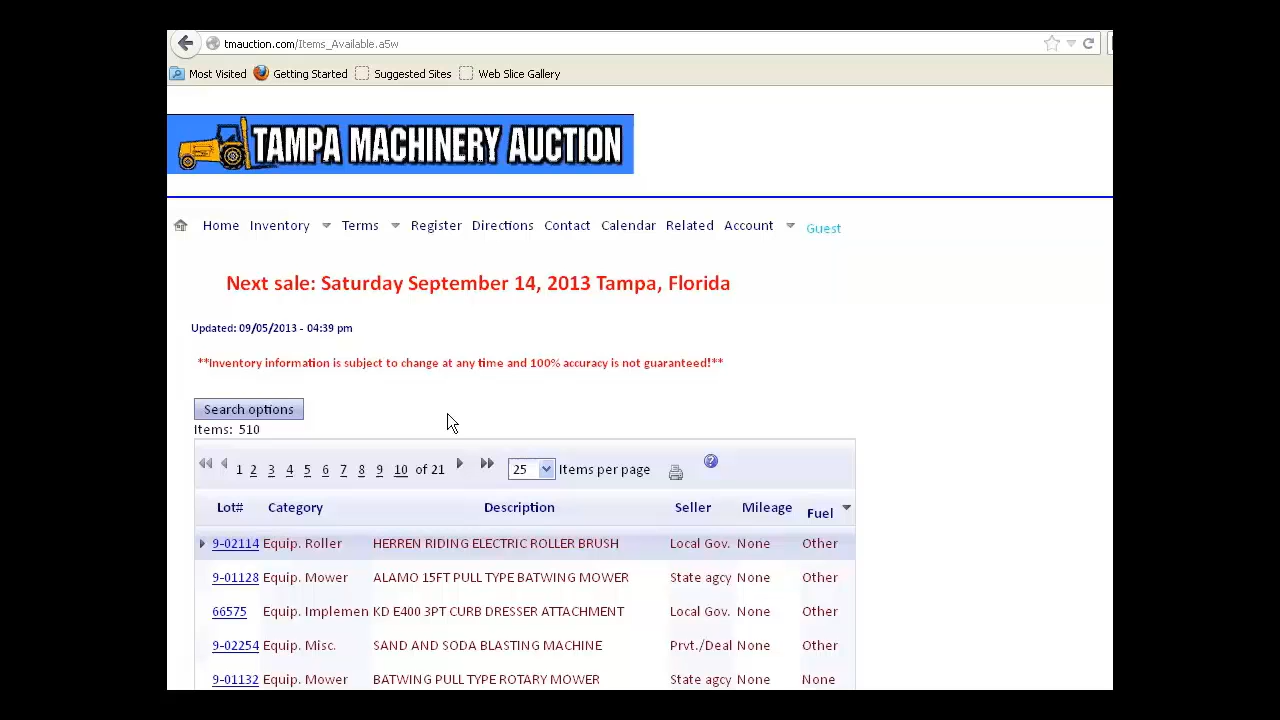 tmauction.com/Items_Available.a5w
Most Visited Getting Started Suggested Sites Web Slice Gallery
TAMPA MACHINERY AUCTION
Home Inventory Terms Register Directions Contact Calendar Related Account Guest
Next sale: Saturday September 14, 2013 Tampa, Florida
Updated: 09/05/2013 - 04:39 pm
**Inventory information is subject to change at any time and 100% accuracy is not guaranteed!**
Search options
Items: 510
1 2 3 4 5 6 7 8 9 10 of 21 25 Items per page ?
Lot# Category Description Seller Mileage Fuel
9-02114 Equip. Roller HERREN RIDING ELECTRIC ROLLER BRUSH Local Gov. None Other
9-01128 Equip. Mower ALAMO 15FT PULL TYPE BATWING MOWER State agcy None Other
66575 Equip. Implemen KD E400 3PT CURB DRESSER ATTACHMENT Local Gov. None Other
9-02254 Equip. Misc. SAND AND SODA BLASTING MACHINE Prvt./Deal None Other
9-01132 Equip. Mower BATWING PULL TYPE ROTARY MOWER State agcy None None